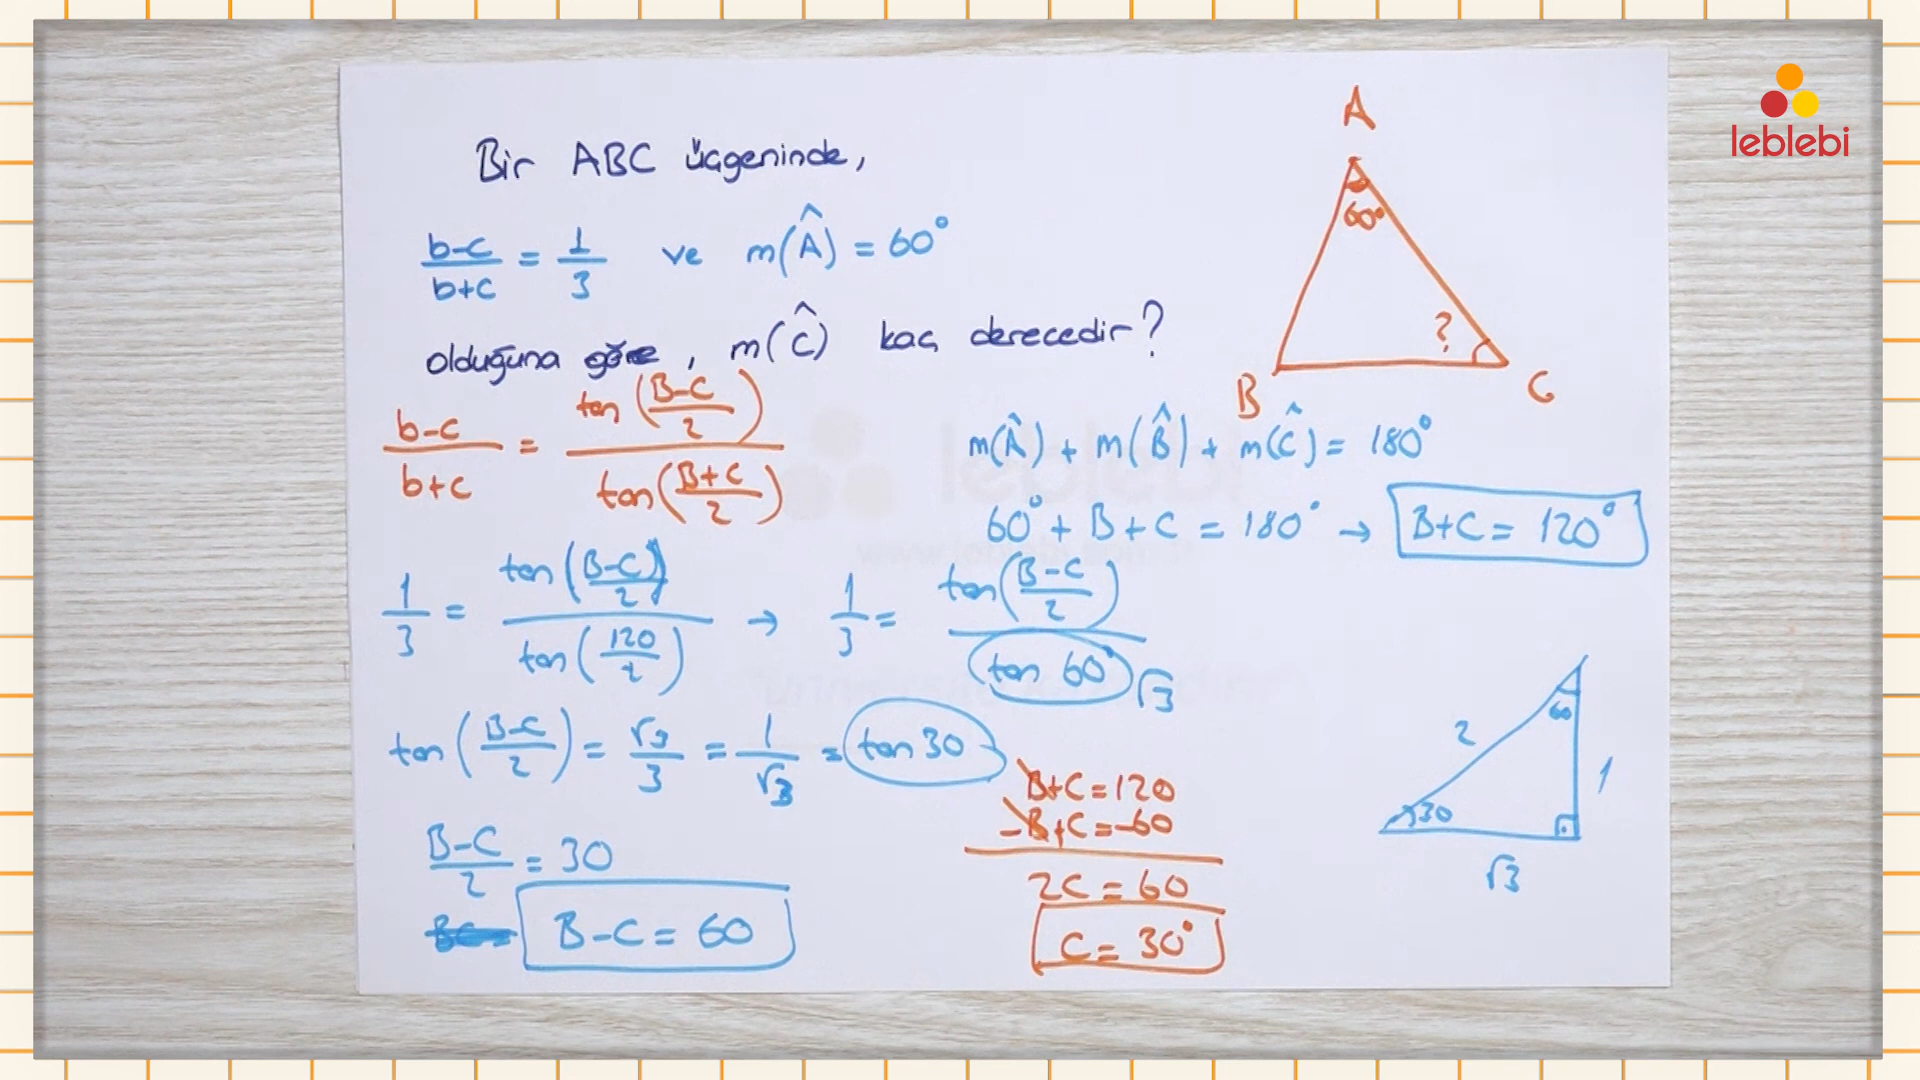 leblebi
A
60°
?
B
C
Bir ABC üçgeninde,
b-c/b+c = 1/3 ve m(Â) = 60°
olduğuna göre, m(Ĉ) kaç derecedir?
b-c/b+c = tan(B-C/2)/tan(B+C/2)
m(Â) + m(B̂) + m(Ĉ) = 180°
60° + B + C = 180° → B+C = 120°
1/3 = tan(B-C/2)/tan(120/2) → 1/3 = tan(B-C/2)/tan 60° √3
tan(B-C/2) = √3/3 = 1/√3 = tan 30
B-C/2 = 30
B-C = 60
B+C = 120
-B+C = -60
2C = 60
C = 30°
2
60
1
30
√3